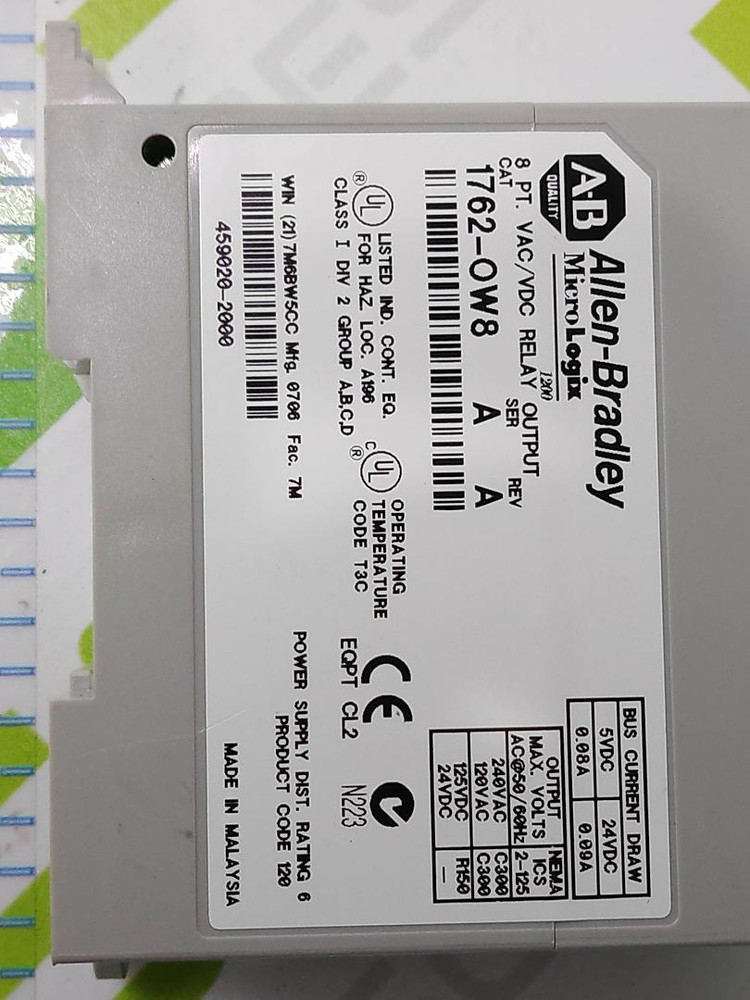 A-B
QUALITY
Allen-Bradley
MicroLogix
1200
8 PT. VAC/VDC RELAY OUTPUT
CAT SER REV
1762-OW8 A A
BUS CURRENT DRAW
5VDC 24VDC
0.08A 0.09A
OUTPUT NEMA
MAX. VOLTS ICS
AC@50/60Hz 2-125
240VAC C300
120VAC C300
125VDC R150
24VDC —
UL
®
LISTED IND. CONT. EQ.
FOR HAZ. LOC. A196
CLASS I DIV 2 GROUP A,B,C,D
C UL
®
OPERATING
TEMPERATURE
CODE T3C
CE
EQPT CL2
N223
WIN (21)7M6BW5CC Mfg. 0706 Fac. 7M
459020-2000
POWER SUPPLY DIST. RATING 6
PRODUCT CODE 120
MADE IN MALAYSIA